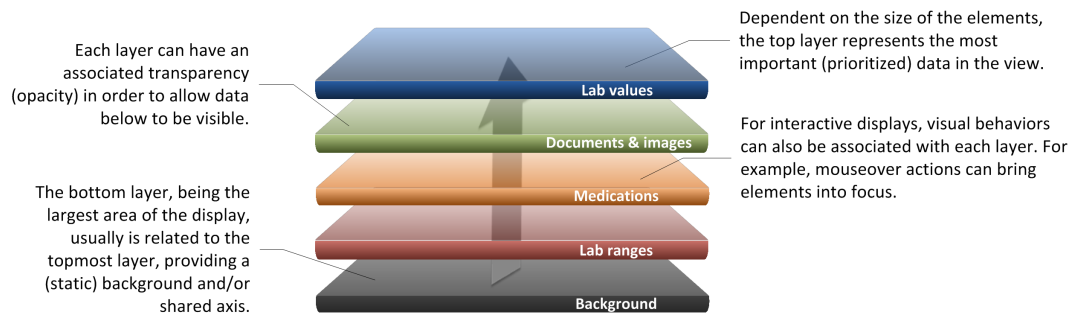 Each layer can have an
associated transparency
(opacity) in order to allow data
below to be visible.
The bottom layer, being the
largest area of the display,
usually is related to the
topmost layer, providing a
(static) background and/or
shared axis.
Lab values
Documents & images
Medications
Lab ranges
Background
Dependent on the size of the elements,
the top layer represents the most
important (prioritized) data in the view.
For interactive displays, visual behaviors
can also be associated with each layer. For
example, mouseover actions can bring
elements into focus.